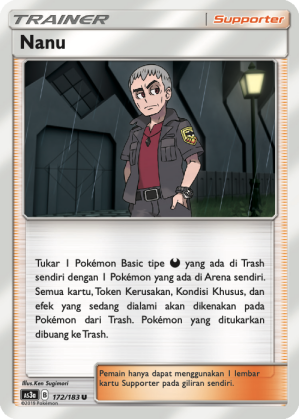 TRAINER Supporter
Nanu
Tukar 1 Pokémon Basic tipe yang ada di Trash
sendiri dengan 1 Pokémon yang ada di Arena sendiri.
Semua kartu, Token Kerusakan, Kondisi Khusus, dan
efek yang sedang dialami akan dikenakan pada
Pokémon dari Trash. Pokémon yang ditukarkan
dibuang ke Trash.
Illus.Ken Sugimori
Pemain hanya dapat menggunakan 1 lembar
kartu Supporter pada giliran sendiri.
AS3a D 172/183 U
©2019 Pokémon